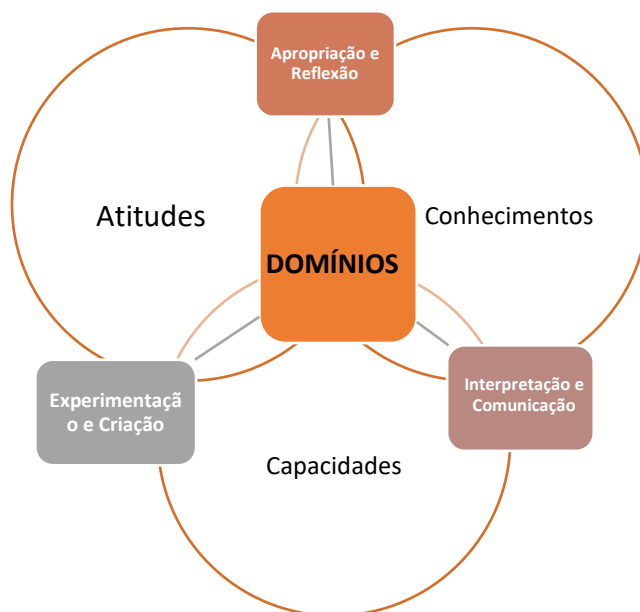 Apropriação e
Reflexão
Atitudes
Conhecimentos
DOMÍNIOS
Experimentaçã
o e Criação
Interpretação e
Comunicação
Capacidades